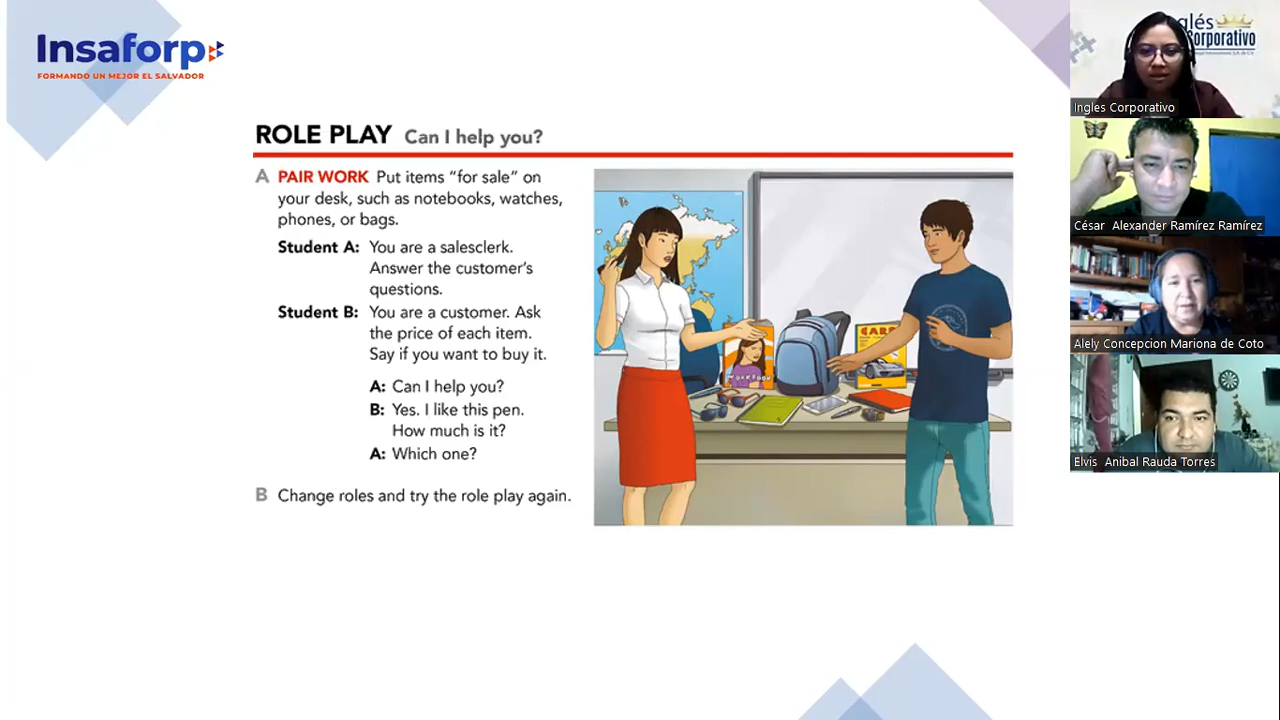 Insaforp
FORMANDO UN MEJOR EL SALVADOR
ROLE PLAY Can I help you?
A PAIR WORK Put items “for sale” on
your desk, such as notebooks, watches,
phones, or bags.
Student A: You are a salesclerk.
Answer the customer’s
questions.
Student B: You are a customer. Ask
the price of each item.
Say if you want to buy it.
A: Can I help you?
B: Yes. I like this pen.
How much is it?
A: Which one?
B Change roles and try the role play again.
WORKBOOK
CARS
glés
Corporativo
Ingles Corporativo
César Alexander Ramírez Ramírez
Alely Concepcion Mariona de Coto
Elvis Anibal Rauda Torres